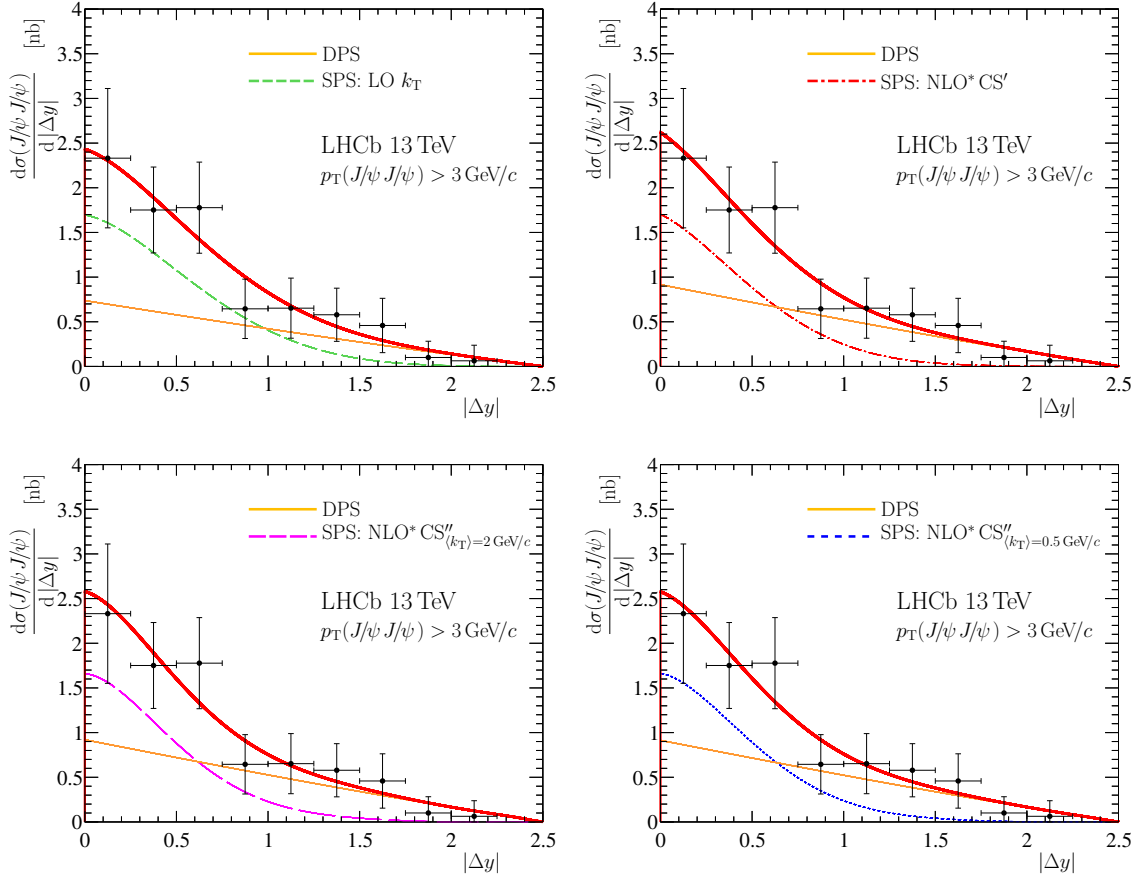 dσ(J/ψ J/ψ)
d |Δy|
[nb]
DPS
SPS: LO k_T
LHCb 13 TeV
p_T(J/ψ J/ψ) > 3 GeV/c
4
3.5
3
2.5
2
1.5
1
0.5
0
0 0.5 1 1.5 2 2.5
|Δy|
dσ(J/ψ J/ψ)
d |Δy|
[nb]
DPS
SPS: NLO* CS′
LHCb 13 TeV
p_T(J/ψ J/ψ) > 3 GeV/c
4
3.5
3
2.5
2
1.5
1
0.5
0
0 0.5 1 1.5 2 2.5
|Δy|
dσ(J/ψ J/ψ)
d |Δy|
[nb]
DPS
SPS: NLO* CS″⟨k_T⟩=2 GeV/c
LHCb 13 TeV
p_T(J/ψ J/ψ) > 3 GeV/c
4
3.5
3
2.5
2
1.5
1
0.5
0
0 0.5 1 1.5 2 2.5
|Δy|
dσ(J/ψ J/ψ)
d |Δy|
[nb]
DPS
SPS: NLO* CS″⟨k_T⟩=0.5 GeV/c
LHCb 13 TeV
p_T(J/ψ J/ψ) > 3 GeV/c
4
3.5
3
2.5
2
1.5
1
0.5
0
0 0.5 1 1.5 2 2.5
|Δy|